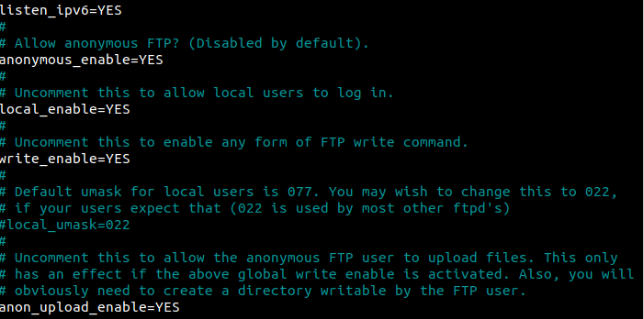 listen_ipv6=YES
#
# Allow anonymous FTP? (Disabled by default).
anonymous_enable=YES
#
# Uncomment this to allow local users to log in.
local_enable=YES
#
# Uncomment this to enable any form of FTP write command.
write_enable=YES
#
# Default umask for local users is 077. You may wish to change this to 022,
# if your users expect that (022 is used by most other ftpd's)
#local_umask=022
#
# Uncomment this to allow the anonymous FTP user to upload files. This only
# has an effect if the above global write enable is activated. Also, you will
# obviously need to create a directory writable by the FTP user.
anon_upload_enable=YES